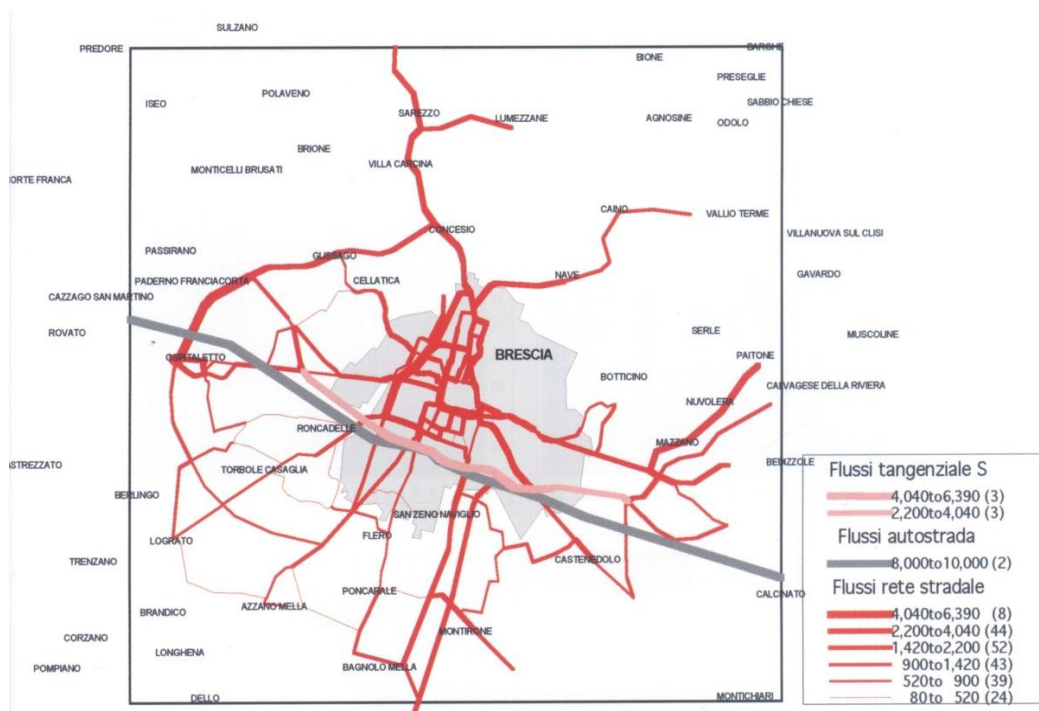 SULZANO
PREDORE
BARGHE
BIONE
PRESEGLIE
ISEO
POLAVENO
SABBIO CHIESE
SAREZZO
LUMEZZANE
AGNOSINE
ODOLO
BRIONE
VILLA CARCINA
MONTICELLI BRUSATI
ORTE FRANCA
CAINO
VALLIO TERME
CONCESIO
VILLANUOVA SUL CLISI
PASSIRANO
GUSSAGO
NAVE
GAVARDO
PADERNO FRANCIACORTA
CELLATICA
CAZZAGO SAN MARTINO
ROVATO
SERLE
MUSCOLINE
OSPITALETTO
BRESCIA
PAITONE
BOTTICINO
CALVAGESE DELLA RIVIERA
NUVOLERA
RONCADELLE
MAZZANO
ASTREZZATO
TORBOLE CASAGLIA
BEDIZZOLE
BERLINGO
SAN ZENO NAVIGLIO
LOGRATO
FLERO
TRENZANO
CASTENEDOLO
PONCARALE
CALCINATO
BRANDICO
AZZANO MELLA
MONTIRONE
CORZANO
LONGHENA
POMPIANO
BAGNOLO MELLA
DELLO
MONTICHIARI
Flussi tangenziale S
4,040to6,390 (3)
2,200to4,040 (3)
Flussi autostrada
8,000to10,000 (2)
Flussi rete stradale
4,040to6,390 (8)
2,200to4,040 (44)
1,420to2,200 (52)
900to1,420 (43)
520to 900 (39)
80to 520 (24)